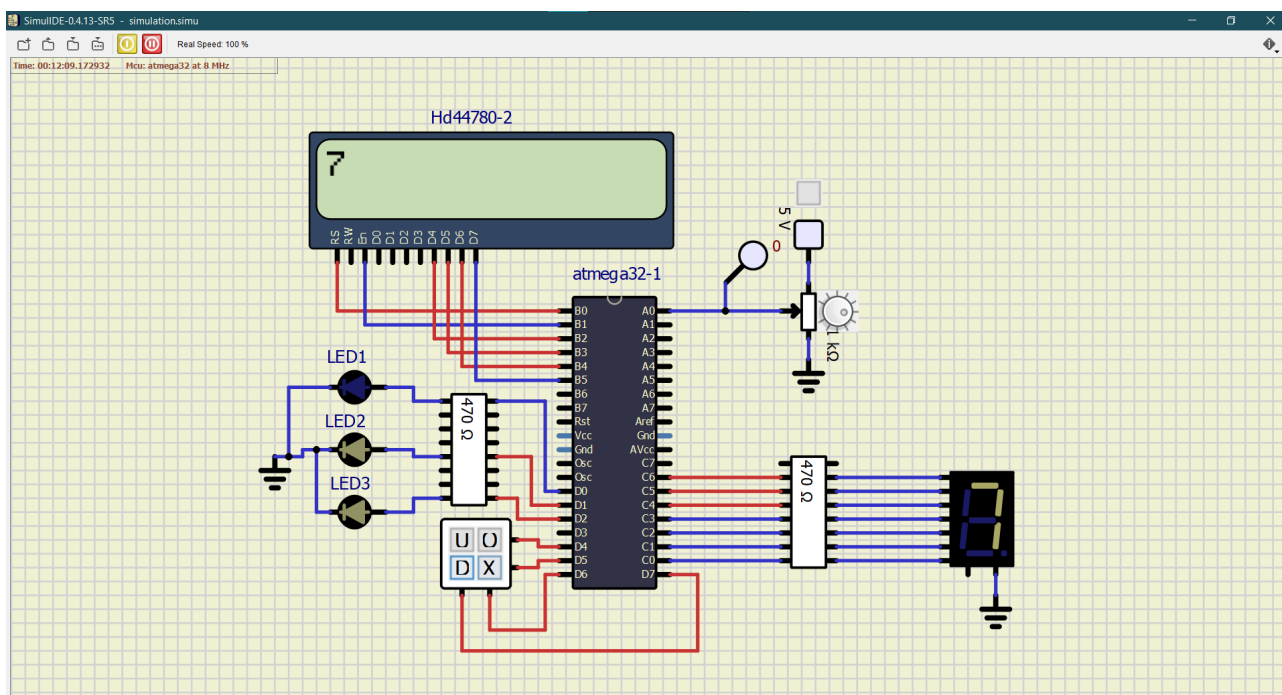 SimulIDE-0.4.13-SR5 - simulation.simu
Real Speed: 100 %
Time: 00:12:09.172932 Mcu: atmega32 at 8 MHz
Hd44780-2
7
RS RW En D0 D1 D2 D3 D4 D5 D6 D7
5 V
0
atmega32-1
B0 A0
B1 A1
B2 A2
B3 A3
B4 A4
B5 A5
B6 A6
B7 A7
Rst Aref
Vcc Gnd
Gnd AVcc
Osc C7
Osc C6
D0 C5
D1 C4
D2 C3
D3 C2
D4 C1
D5 C0
D6 D7
1 kΩ
LED1
LED2
LED3
470 Ω
U O
D X
470 Ω
7